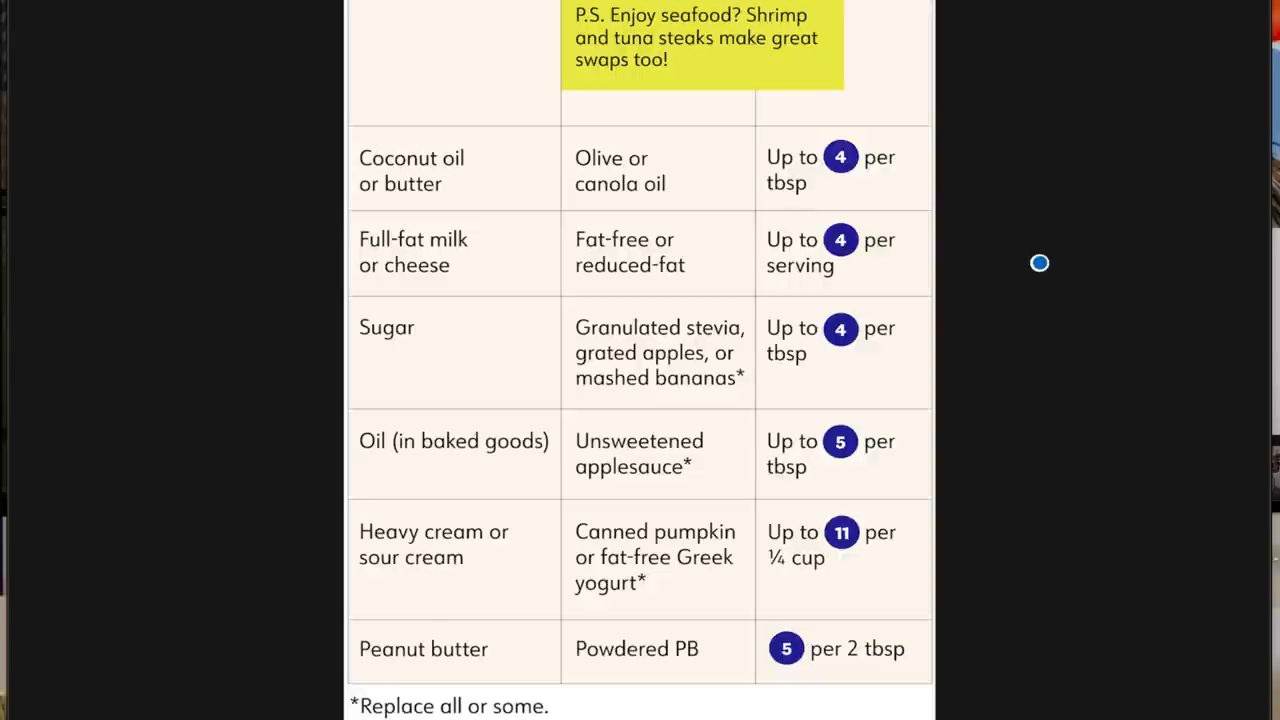 P.S. Enjoy seafood? Shrimp
and tuna steaks make great
swaps too!
Coconut oil
or butter
Olive or
canola oil
Up to 4 per
tbsp
Full-fat milk
or cheese
Fat-free or
reduced-fat
Up to 4 per
serving
Sugar
Granulated stevia,
grated apples, or
mashed bananas*
Up to 4 per
tbsp
Oil (in baked goods)
Unsweetened
applesauce*
Up to 5 per
tbsp
Heavy cream or
sour cream
Canned pumpkin
or fat-free Greek
yogurt*
Up to 11 per
¼ cup
Peanut butter
Powdered PB
5 per 2 tbsp
*Replace all or some.